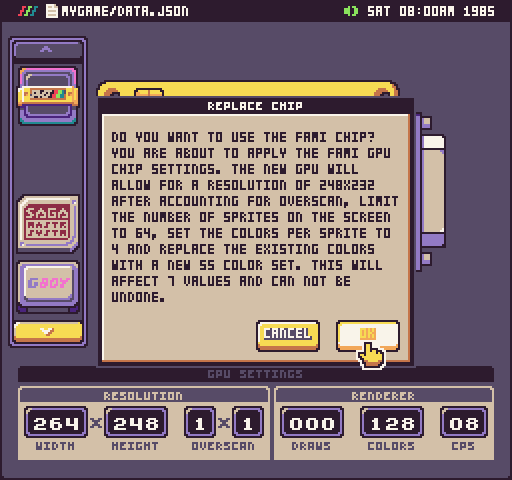 MYGAME/DATA.JSON
SAT 08:00AM 1985
REPLACE CHIP
DO YOU WANT TO USE THE FAMI CHIP?
YOU ARE ABOUT TO APPLY THE FAMI GPU
CHIP SETTINGS. THE NEW GPU WILL
ALLOW FOR A RESOLUTION OF 248X232
AFTER ACCOUNTING FOR OVERSCAN, LIMIT
THE NUMBER OF SPRITES ON THE SCREEN
TO 64, SET THE COLORS PER SPRITE TO
4 AND REPLACE THE EXISTING COLORS
WITH A NEW 55 COLOR SET. THIS WILL
AFFECT 7 VALUES AND CAN NOT BE
UNDONE.
CANCEL
OK
SAGA
MASTR
SYSTM
GBOY
GPU SETTINGS
RESOLUTION
RENDERER
264 X 248 1 X 1
000 128 08
WIDTH HEIGHT OVERSCAN
DRAWS COLORS CPS